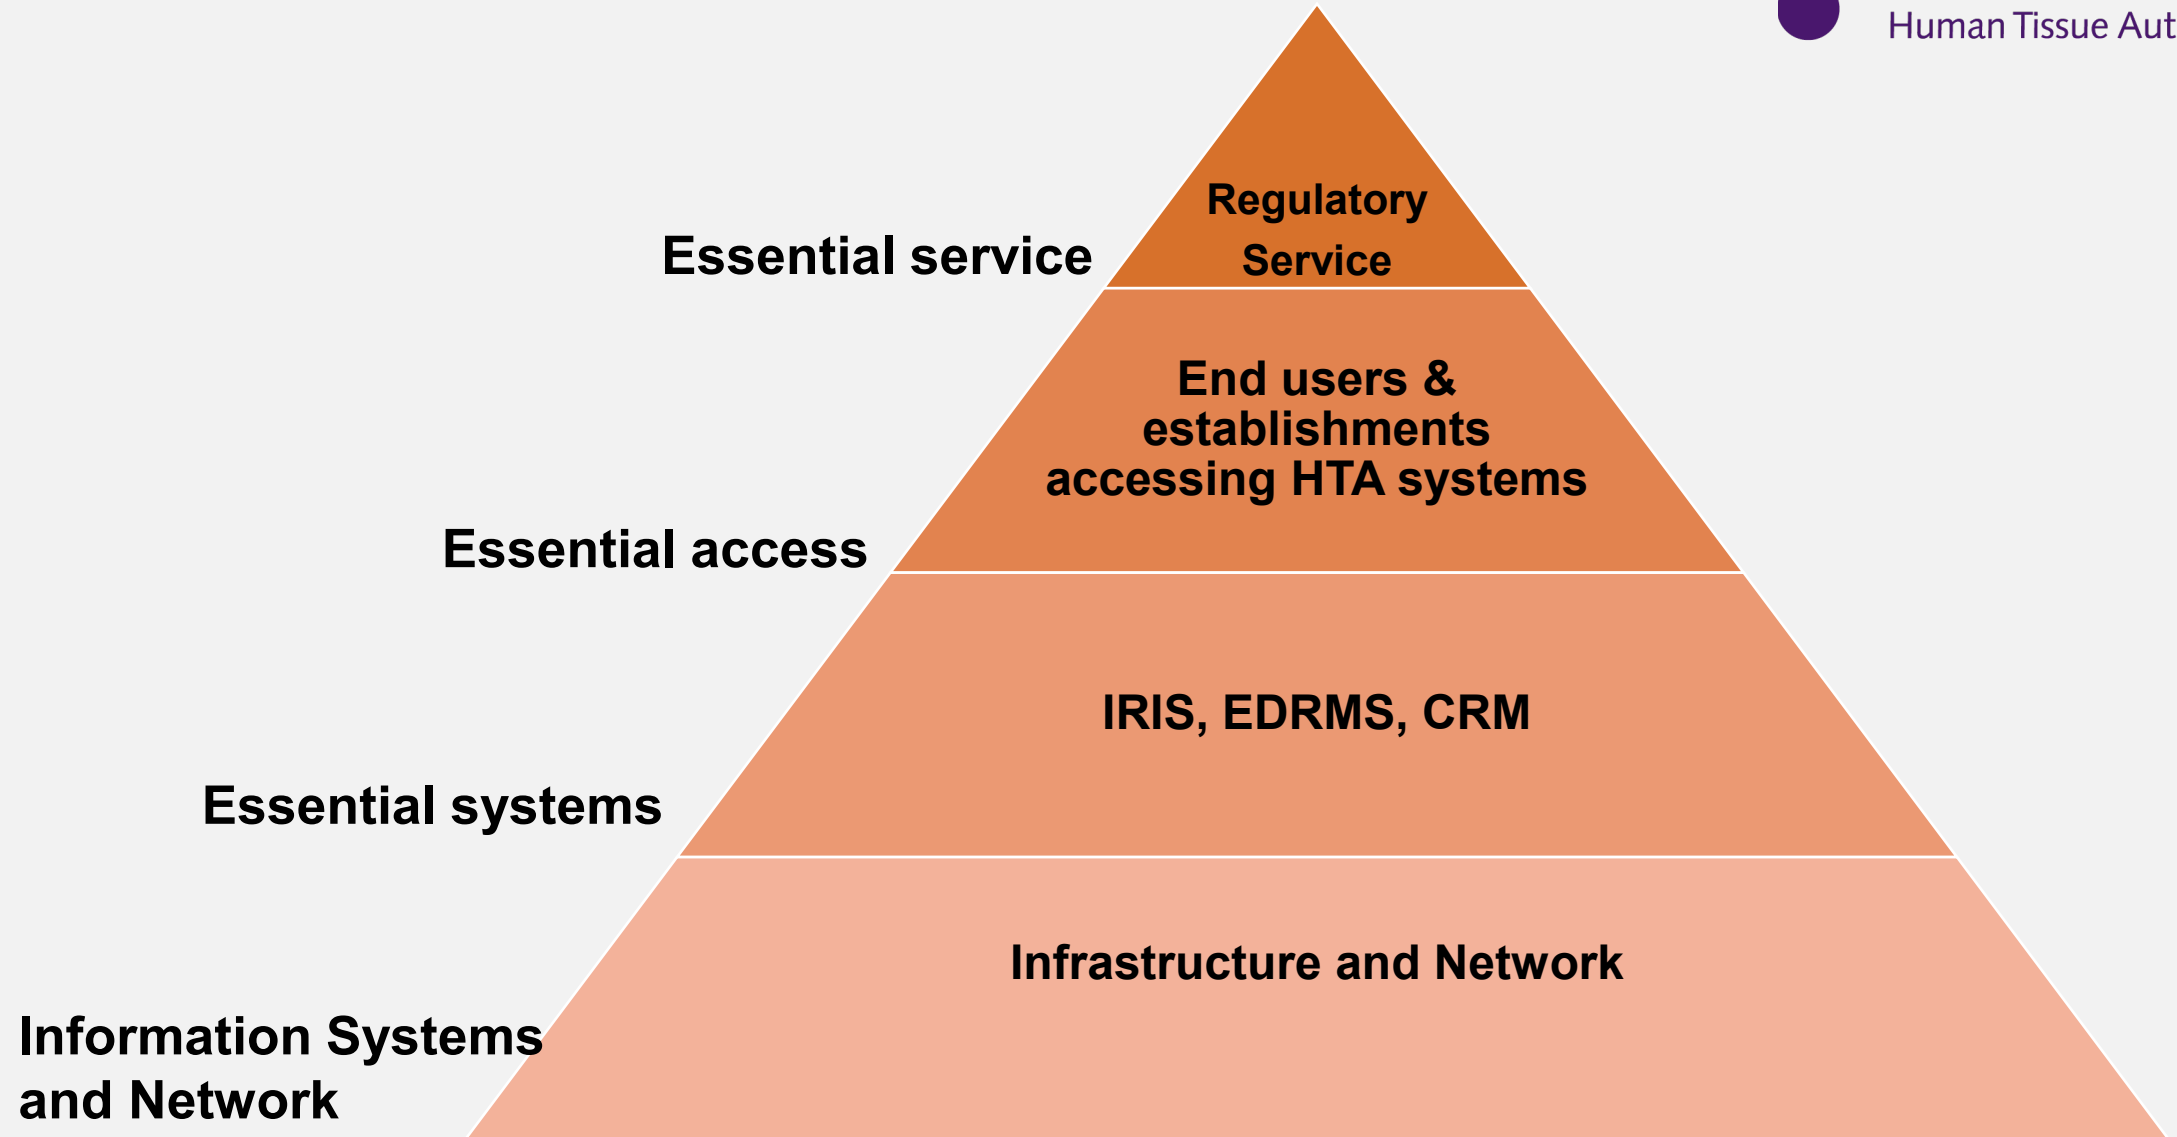 Human Tissue Aut
Regulatory
Service
Essential service
End users &
establishments
accessing HTA systems
Essential access
IRIS, EDRMS, CRM
Essential systems
Infrastructure and Network
Information Systems
and Network